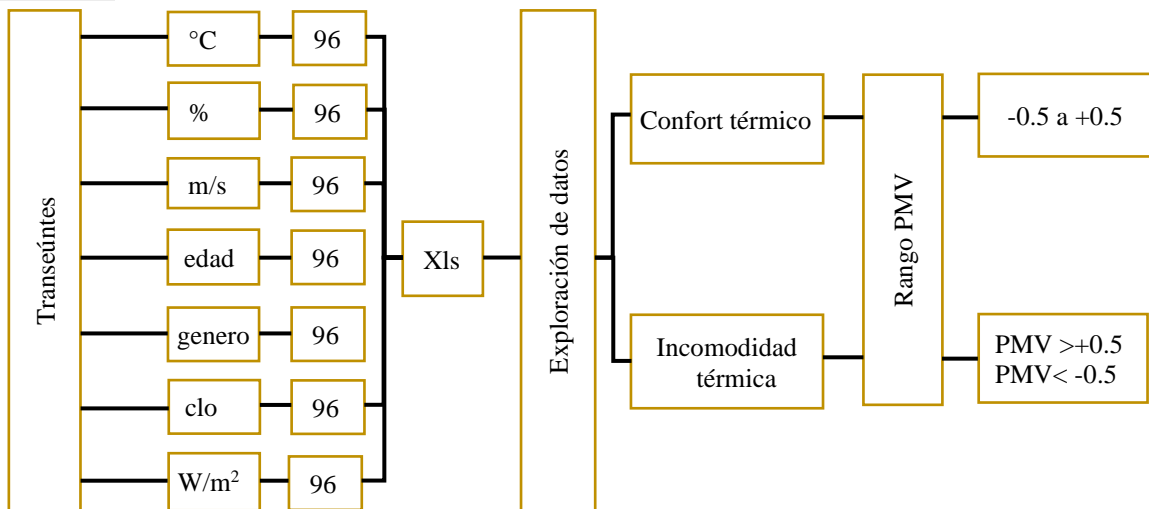 Transeúntes
°C
96
%
96
m/s
96
edad
96
genero
96
clo
96
W/m²
96
Xls
Exploración de datos
Confort térmico
Incomodidad
térmica
Rango PMV
-0.5 a +0.5
PMV >+0.5
PMV< -0.5